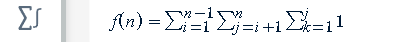 ∑∫ f(n) = ∑_{i=1}^{n−1} ∑_{j=i+1}^{n} ∑_{k=1}^{j} 1